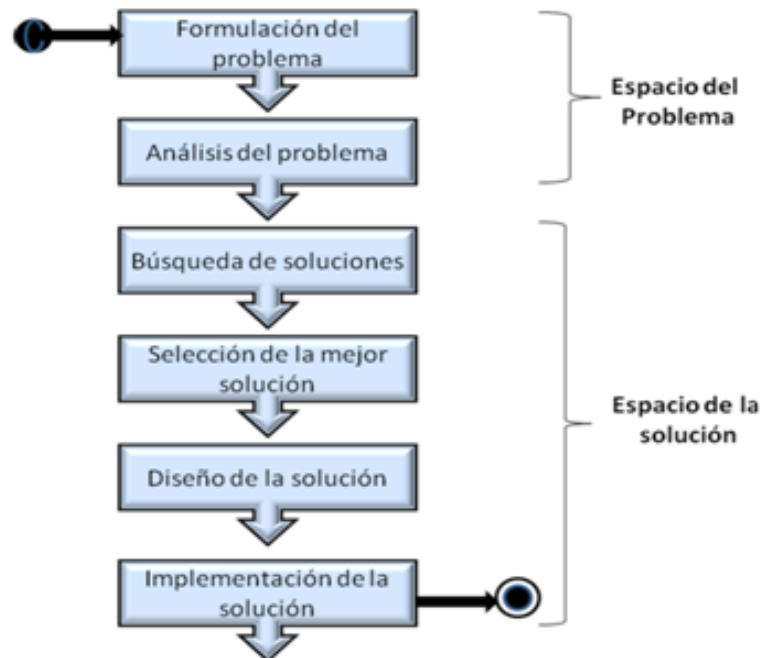 Formulación del
problema
Espacio del
Problema
Análisis del problema
Búsqueda de soluciones
Selección de la mejor
solución
Espacio de la
solución
Diseño de la solución
Implementación de la
solución